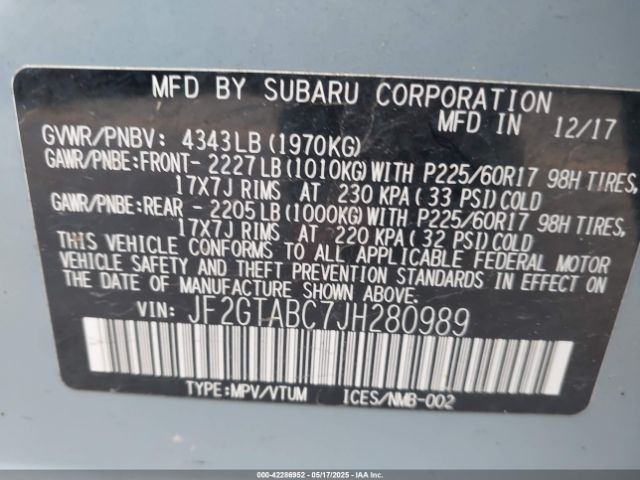 MFD BY SUBARU CORPORATION
MFD IN 12/17
GVWR/PNBV: 4343LB(1970KG)
GAWR/PNBE:FRONT-2227LB(1010KG)WITH P225/60R17 98H TIRES,
17X7J RIMS AT 230 KPA(33 PSI)COLD
GAWR/PNBE:REAR -2205LB(1000KG)WITH P225/60R17 98H TIRES,
17X7J RIMS AT 220 KPA(32 PSI)COLD
THIS VEHICLE CONFORMS TO ALL APPLICABLE FEDERAL MOTOR
VEHICLE SAFETY AND THEFT PREVENTION STANDARDS IN EFFECT ON
THE DATE OF MANUFACTURE SHOWN ABOVE.
VIN: JF2GTABC7JH280989
TYPE:MPV/VTUM ICES/NMB-002
000-42286952 - 05/17/2025 - IAAI.COM